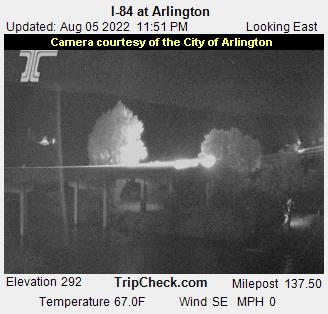 I-84 at Arlington
Updated: Aug 05 2022 11:51 PM Looking East
Camera courtesy of the City of Arlington
Elevation 292 TripCheck.com Milepost 137.50
Temperature 67.0F Wind SE MPH 0